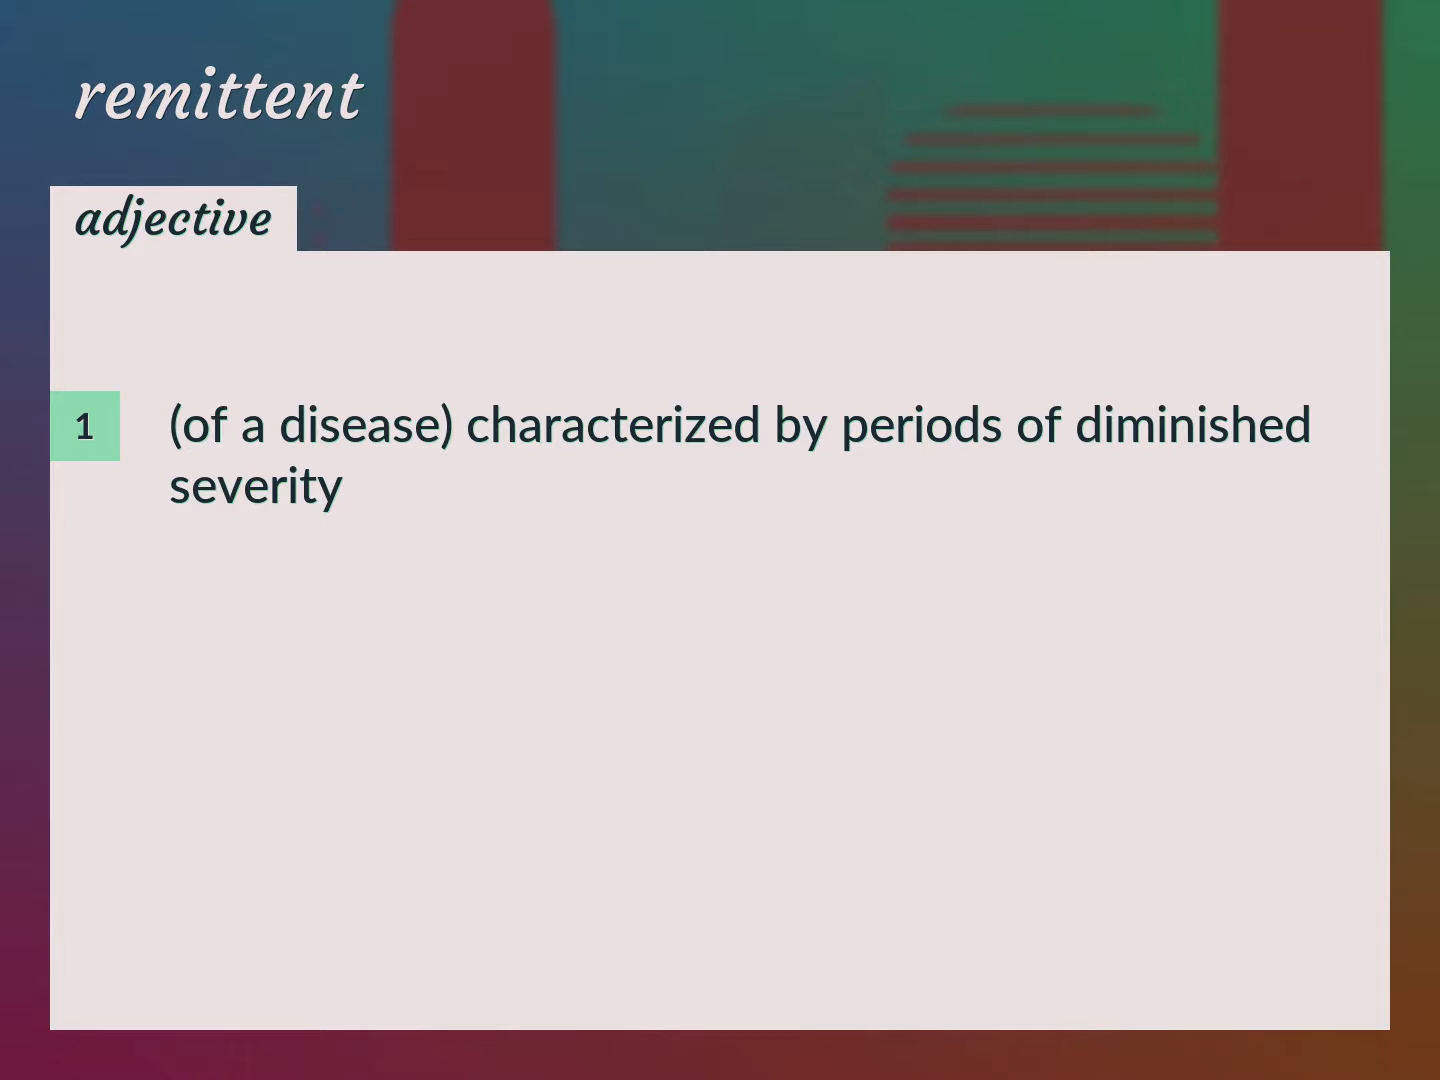 remittent
adjective
1 (of a disease) characterized by periods of diminished
severity